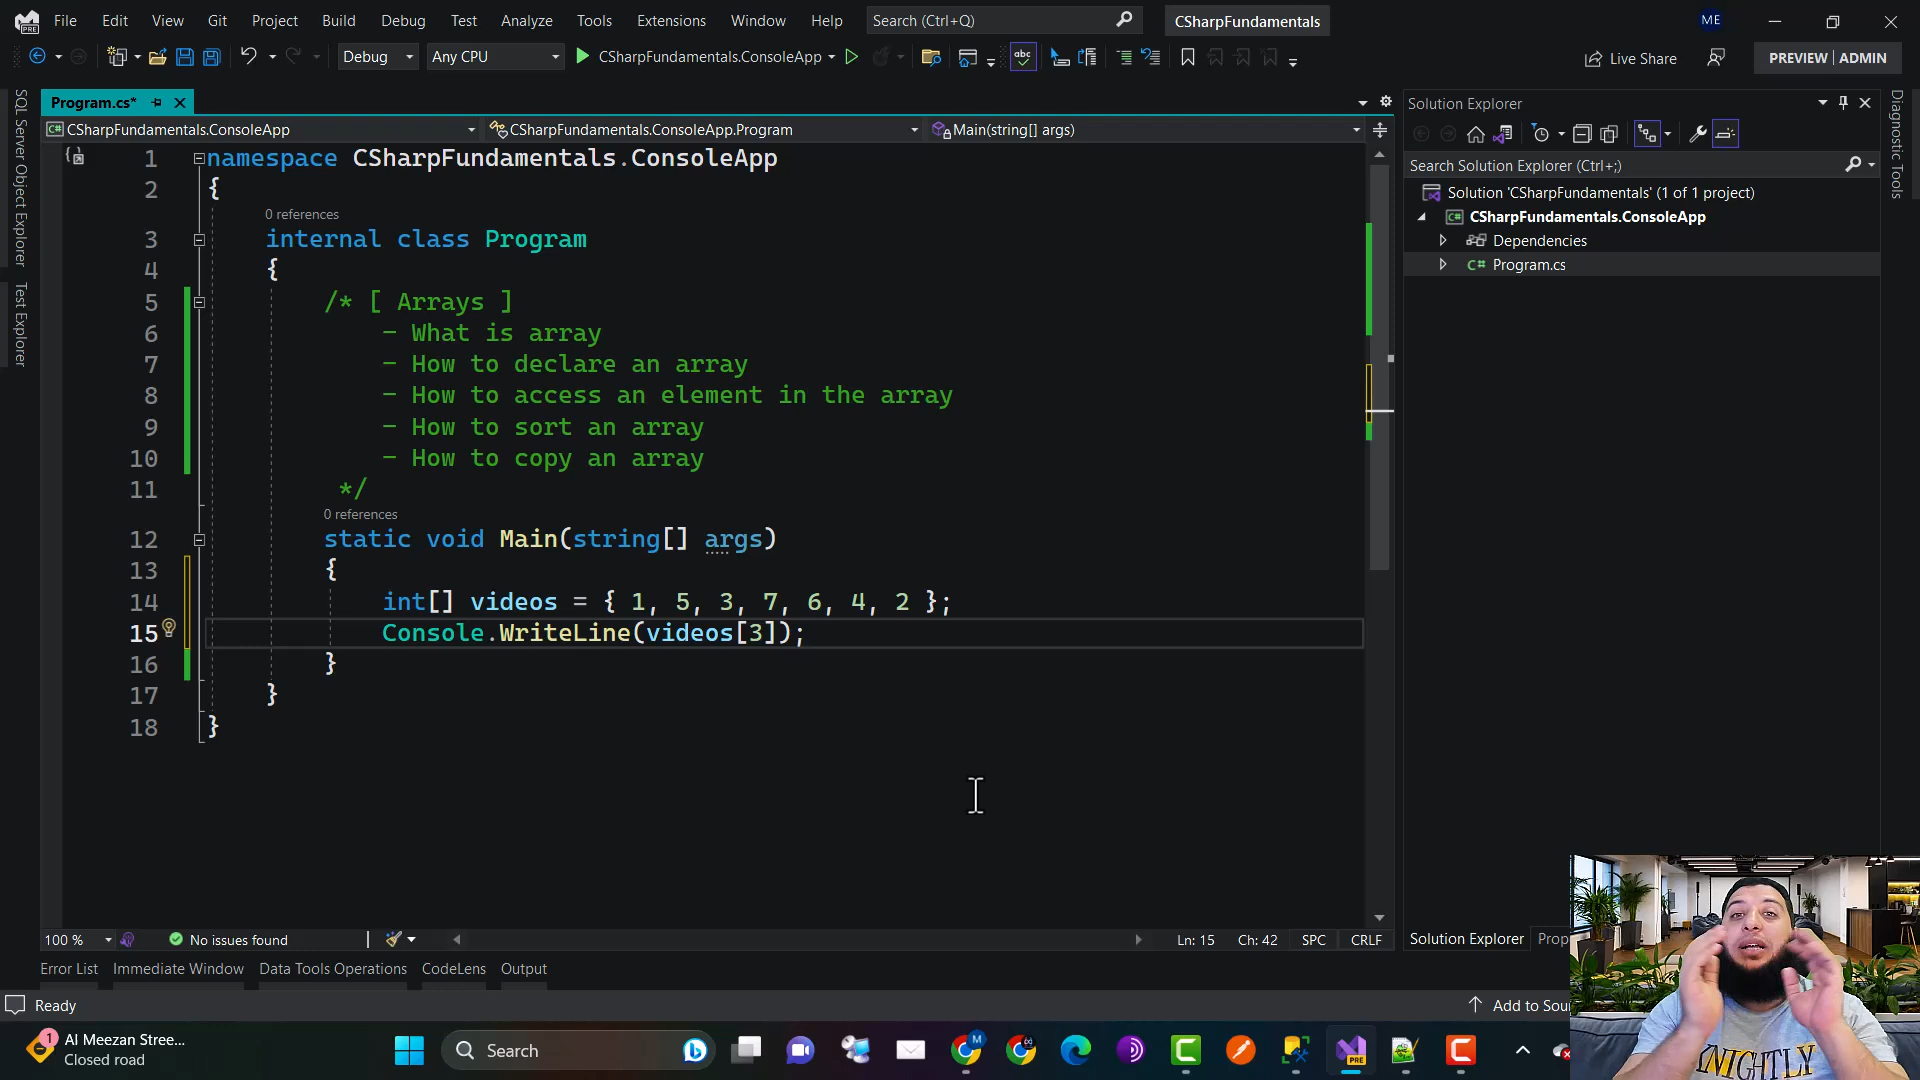 File Edit View Git Project Build Debug Test Analyze Tools Extensions Window Help Search (Ctrl+Q) CSharpFundamentals ME
Debug Any CPU CSharpFundamentals.ConsoleApp Live Share PREVIEW ADMIN
Program.cs*
CSharpFundamentals.ConsoleApp CSharpFundamentals.ConsoleApp.Program Main(string[] args)
1 namespace CSharpFundamentals.ConsoleApp
2 {
0 references
3 internal class Program
4 {
5 /* [ Arrays ]
6 - What is array
7 - How to declare an array
8 - How to access an element in the array
9 - How to sort an array
10 - How to copy an array
11 */
0 references
12 static void Main(string[] args)
13 {
14 int[] videos = { 1, 5, 3, 7, 6, 4, 2 };
15 Console.WriteLine(videos[3]);
16 }
17 }
18 }
SQL Server Object Explorer
Test Explorer
Solution Explorer
Search Solution Explorer (Ctrl+;)
Solution 'CSharpFundamentals' (1 of 1 project)
CSharpFundamentals.ConsoleApp
Dependencies
C# Program.cs
Diagnostic Tools
100 % No issues found Ln: 15 Ch: 42 SPC CRLF
Solution Explorer Prop
Error List Immediate Window Data Tools Operations CodeLens Output
Ready Add to Sou
1 Al Meezan Stree...
Closed road
Search
PRE
KNIGHTLY